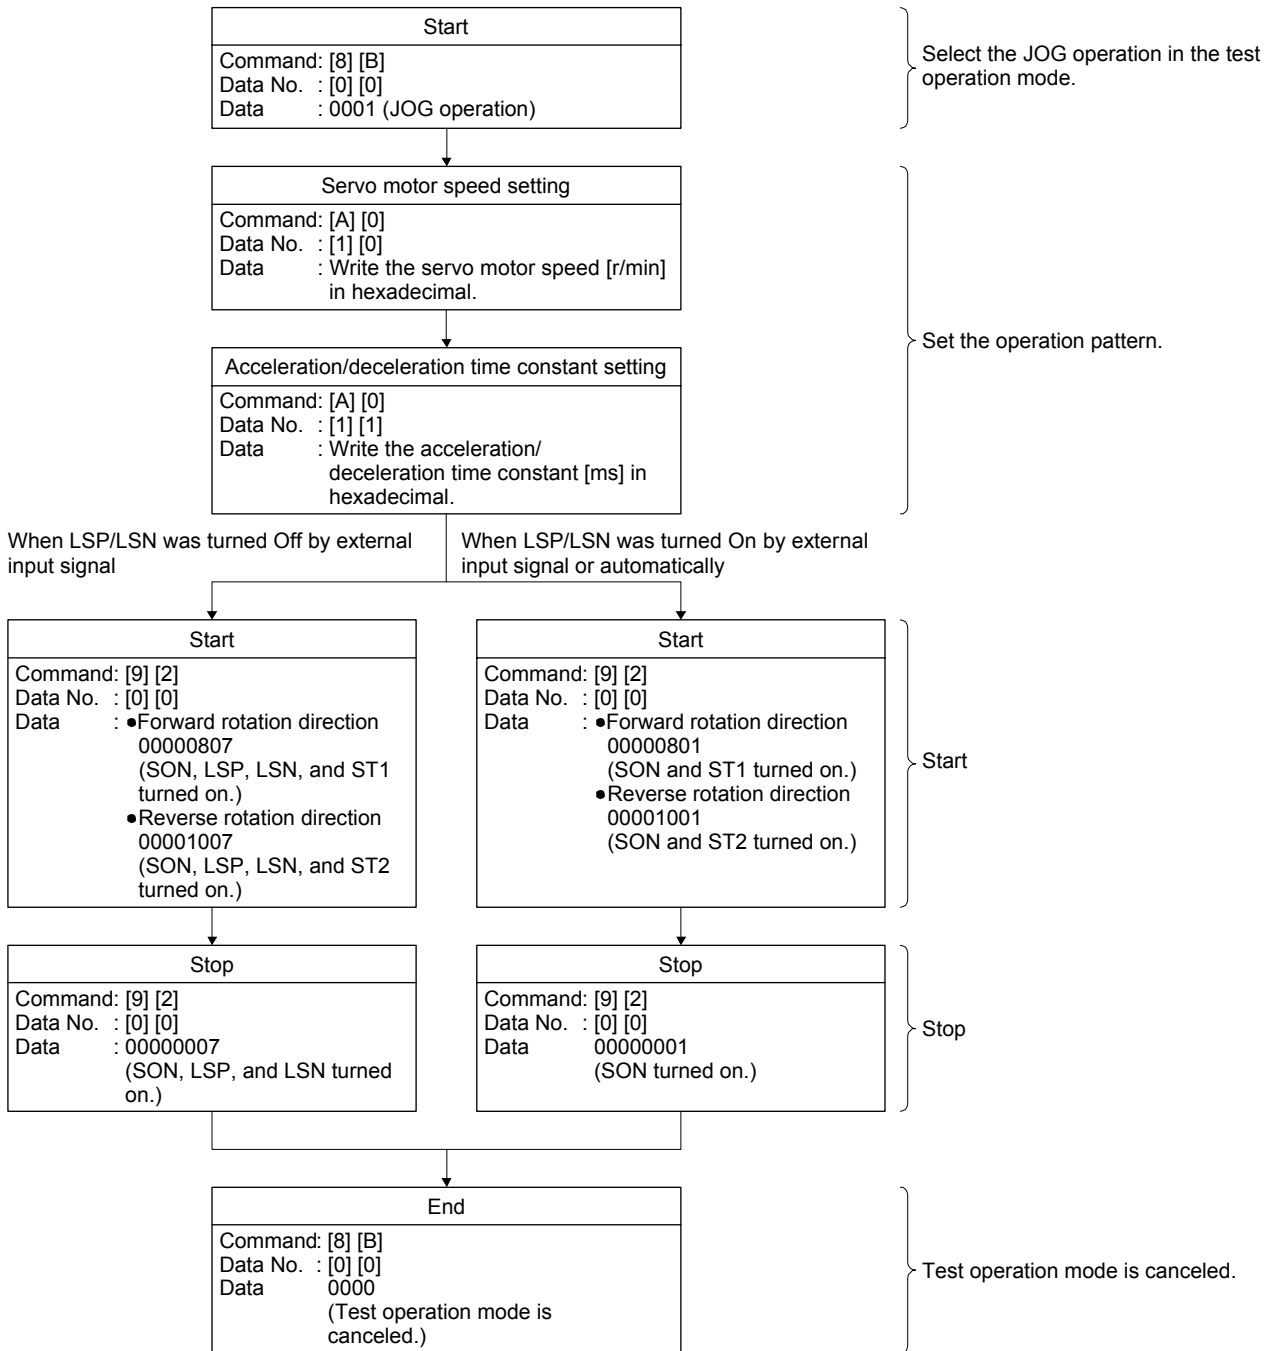 Start
Command: [8] [B]
Data No. : [0] [0]
Data : 0001 (JOG operation)
Select the JOG operation in the test
operation mode.
Servo motor speed setting
Command: [A] [0]
Data No. : [1] [0]
Data : Write the servo motor speed [r/min]
in hexadecimal.
Acceleration/deceleration time constant setting
Command: [A] [0]
Data No. : [1] [1]
Data : Write the acceleration/
deceleration time constant [ms] in
hexadecimal.
Set the operation pattern.
When LSP/LSN was turned Off by external
input signal
When LSP/LSN was turned On by external
input signal or automatically
Start
Command: [9] [2]
Data No. : [0] [0]
Data : ●Forward rotation direction
00000807
(SON, LSP, LSN, and ST1
turned on.)
●Reverse rotation direction
00001007
(SON, LSP, LSN, and ST2
turned on.)
Start
Command: [9] [2]
Data No. : [0] [0]
Data : ●Forward rotation direction
00000801
(SON and ST1 turned on.)
●Reverse rotation direction
00001001
(SON and ST2 turned on.)
Start
Stop
Command: [9] [2]
Data No. : [0] [0]
Data : 00000007
(SON, LSP, and LSN turned
on.)
Stop
Command: [9] [2]
Data No. : [0] [0]
Data 00000001
(SON turned on.)
Stop
End
Command: [8] [B]
Data No. : [0] [0]
Data 0000
(Test operation mode is
canceled.)
Test operation mode is canceled.